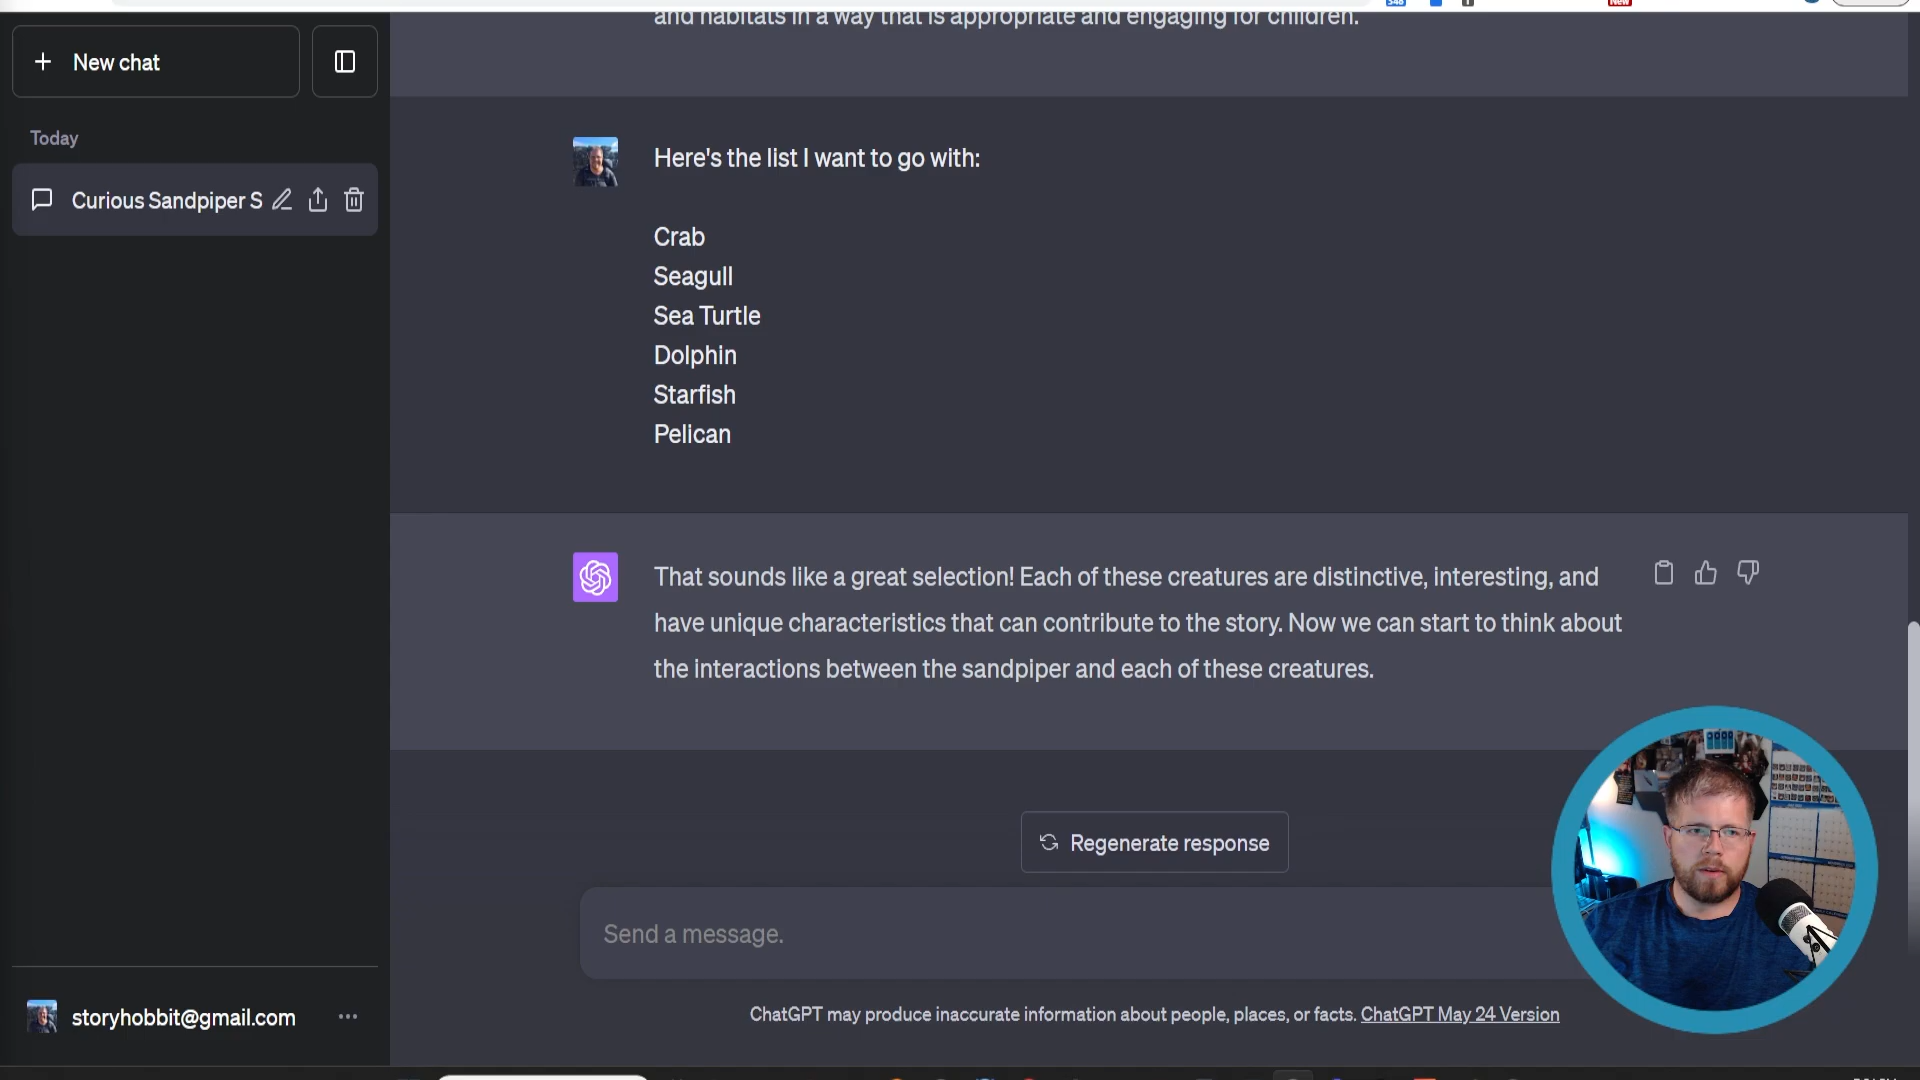 and habitats in a way that is appropriate and engaging for children.
New chat
Today
Curious Sandpiper S
Here's the list I want to go with:
Crab
Seagull
Sea Turtle
Dolphin
Starfish
Pelican
That sounds like a great selection! Each of these creatures are distinctive, interesting, and
have unique characteristics that can contribute to the story. Now we can start to think about
the interactions between the sandpiper and each of these creatures.
Regenerate response
Send a message.
storyhobbit@gmail.com
ChatGPT may produce inaccurate information about people, places, or facts. ChatGPT May 24 Version